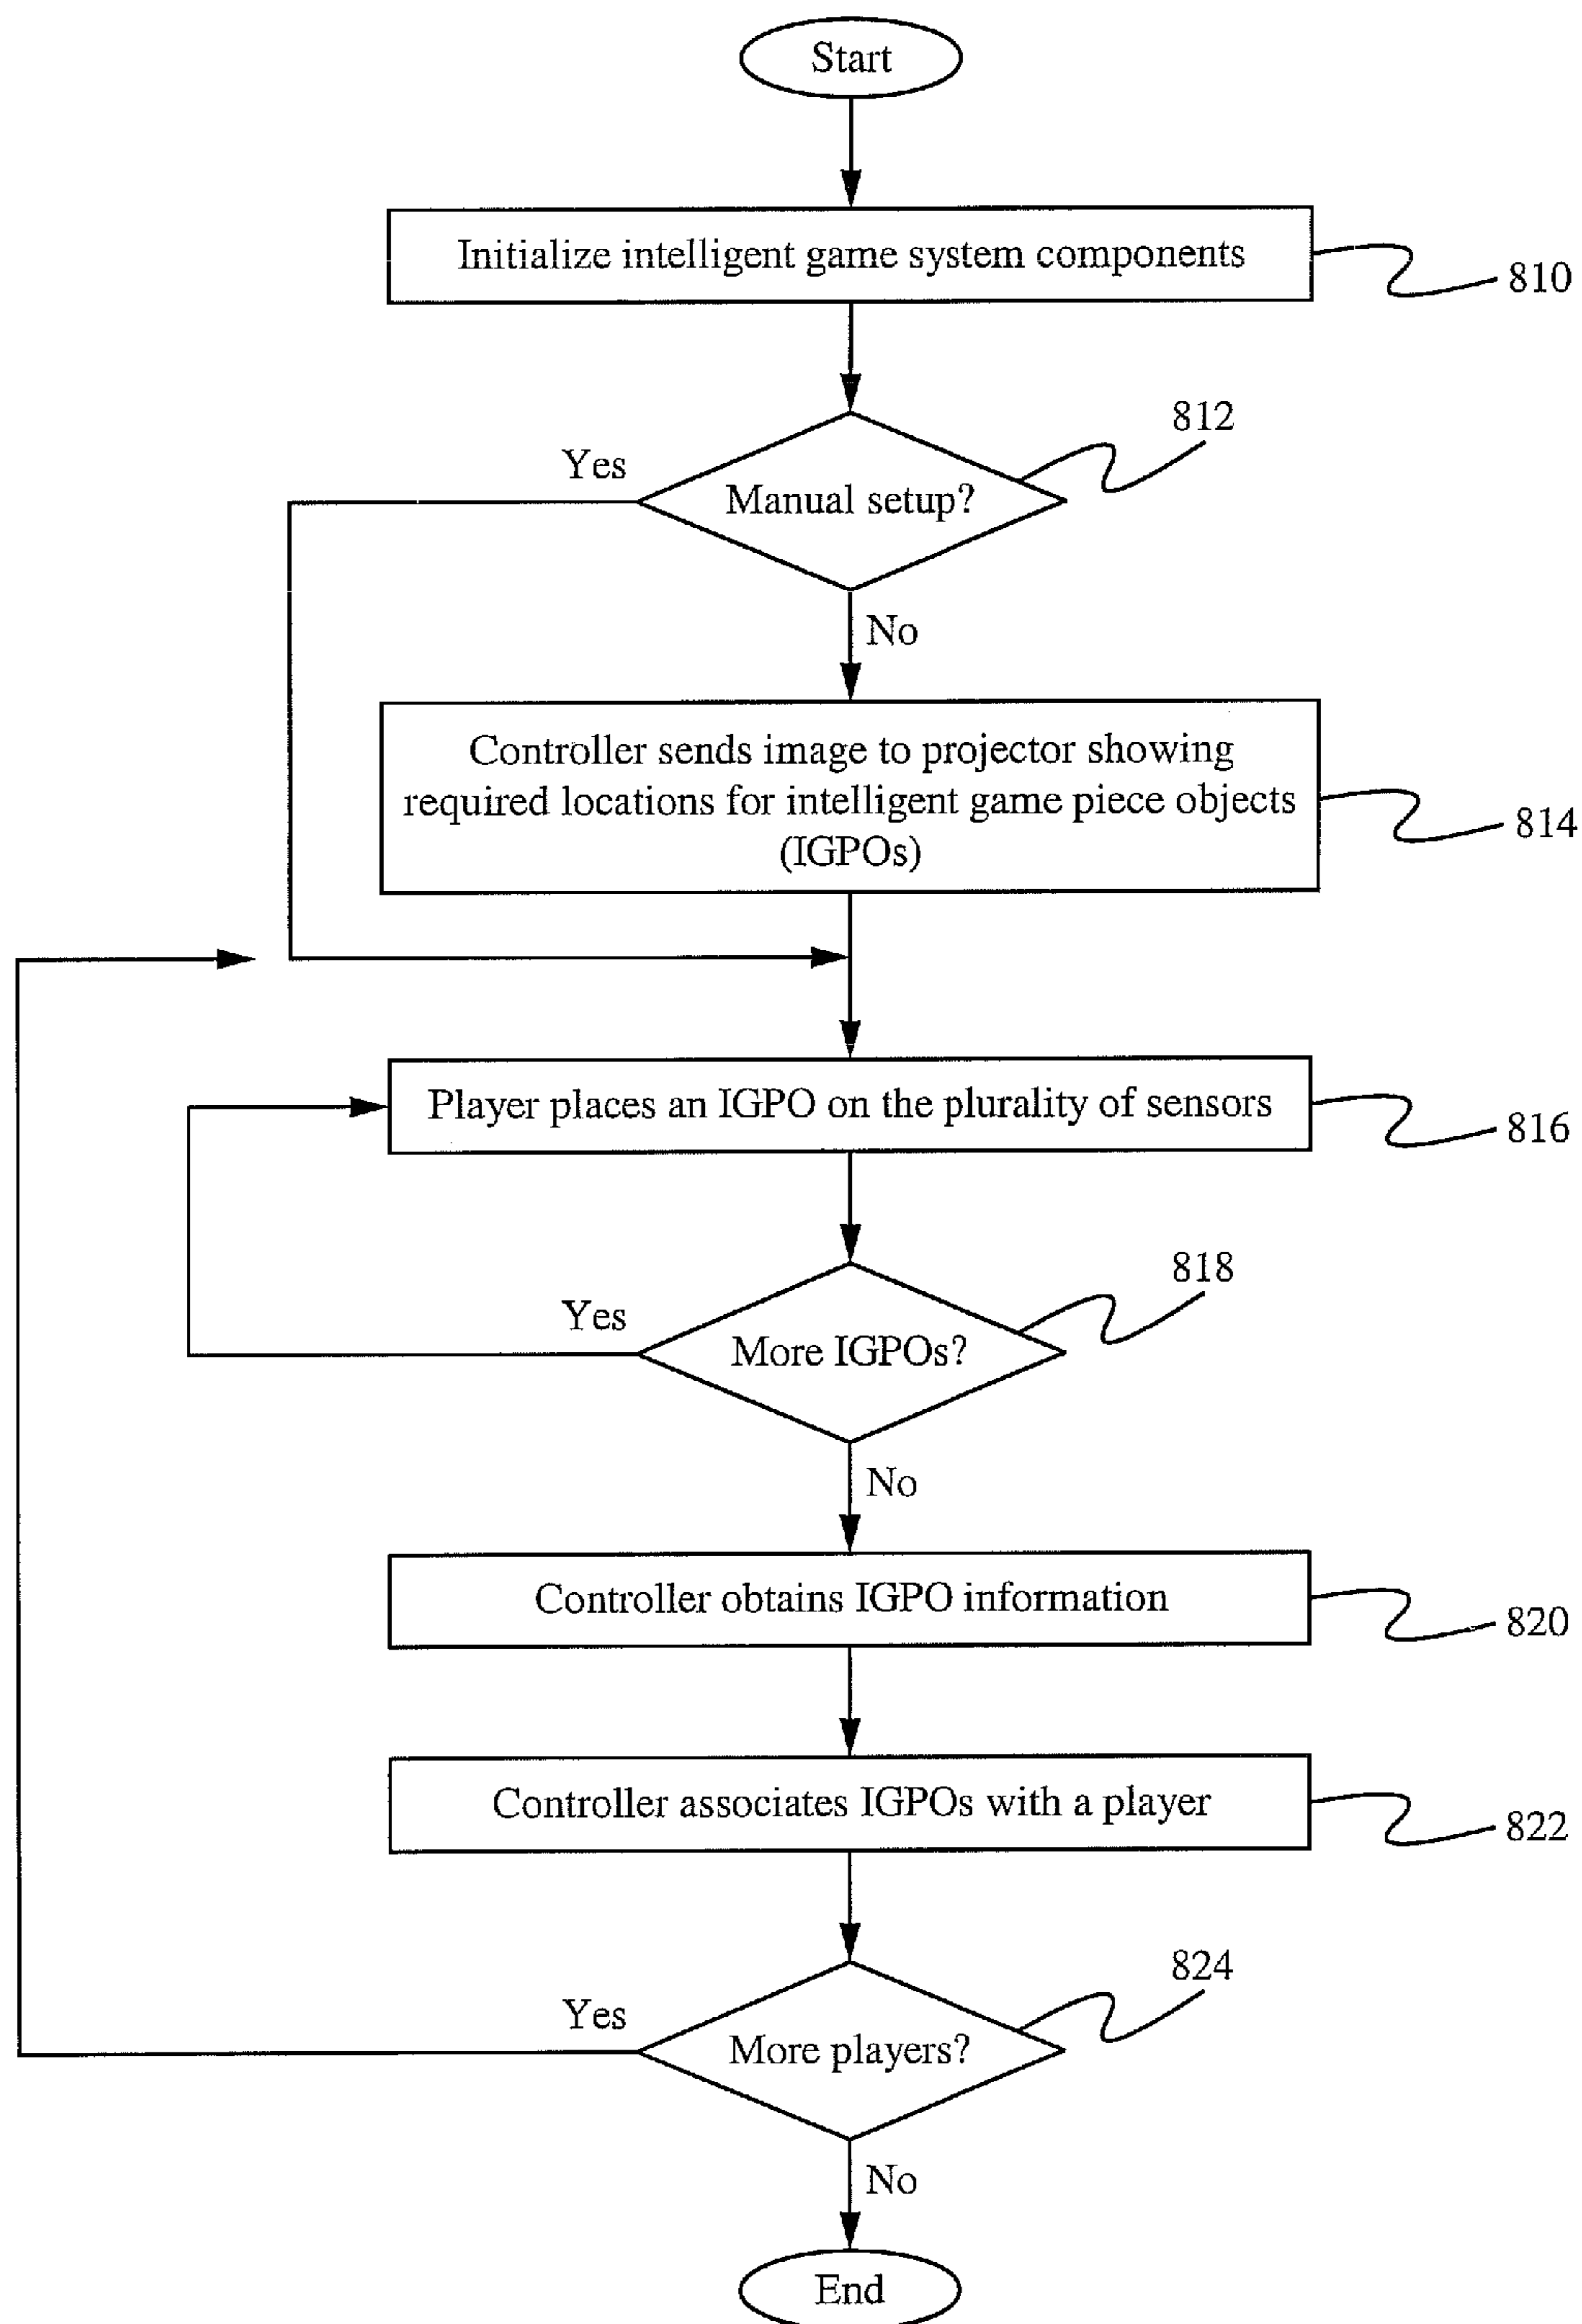 Start
Initialize intelligent game system components
810
812
Yes
Manual setup?
No
Controller sends image to projector showing
required locations for intelligent game piece objects
(IGPOs)
814
Player places an IGPO on the plurality of sensors
816
818
Yes
More IGPOs?
No
Controller obtains IGPO information
820
Controller associates IGPOs with a player
822
824
Yes
More players?
No
End